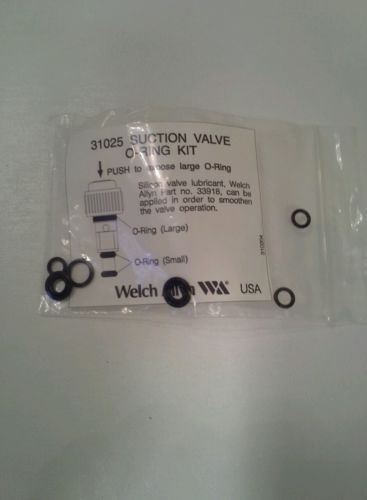 31025 SUCTION VALVE
O-RING KIT
PUSH to expose large O-Ring
Silicon valve lubricant, Welch
Allyn Part no. 33918, can be
applied in order to smoothen
the valve operation.
O-Ring (Large)
O-Ring (Small)
Welch Allyn WA USA